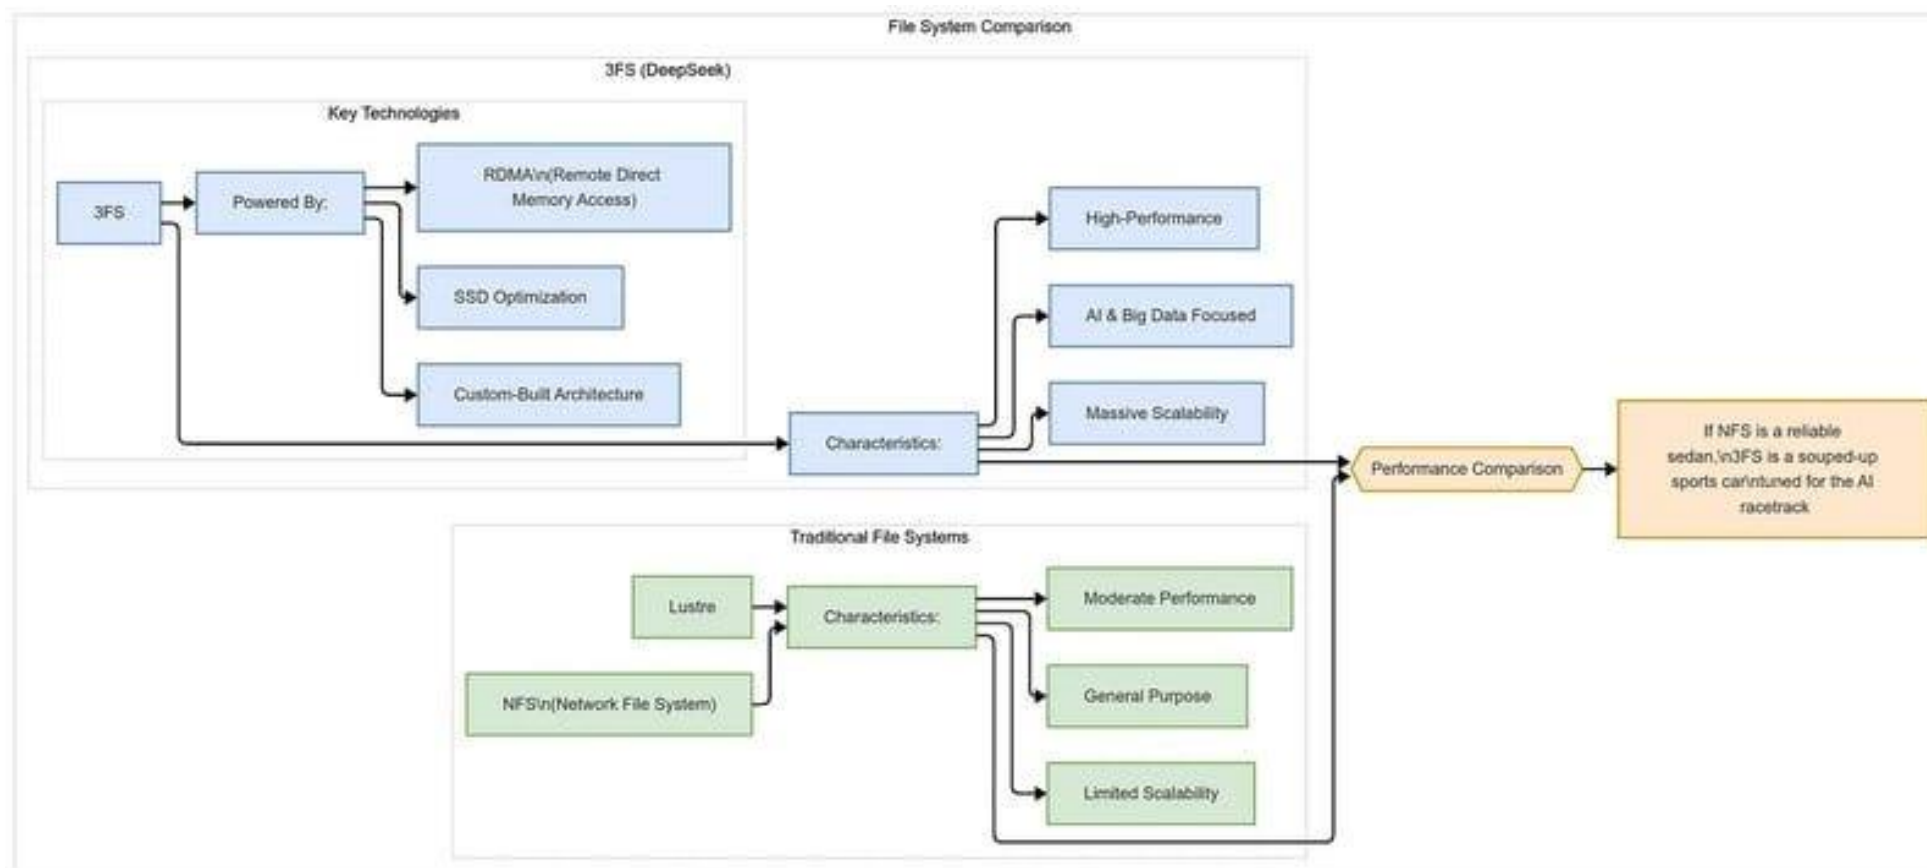 File System Comparison
3FS (DeepSeek)
Key Technologies
3FS
Powered By:
RDMA\n(Remote Direct
Memory Access)
SSD Optimization
Custom-Built Architecture
Characteristics:
High-Performance
AI & Big Data Focused
Massive Scalability
Performance Comparison
If NFS is a reliable
sedan,\n3FS is a souped-up
sports car\ntuned for the AI
racetrack
Traditional File Systems
Lustre
NFS\n(Network File System)
Characteristics:
Moderate Performance
General Purpose
Limited Scalability